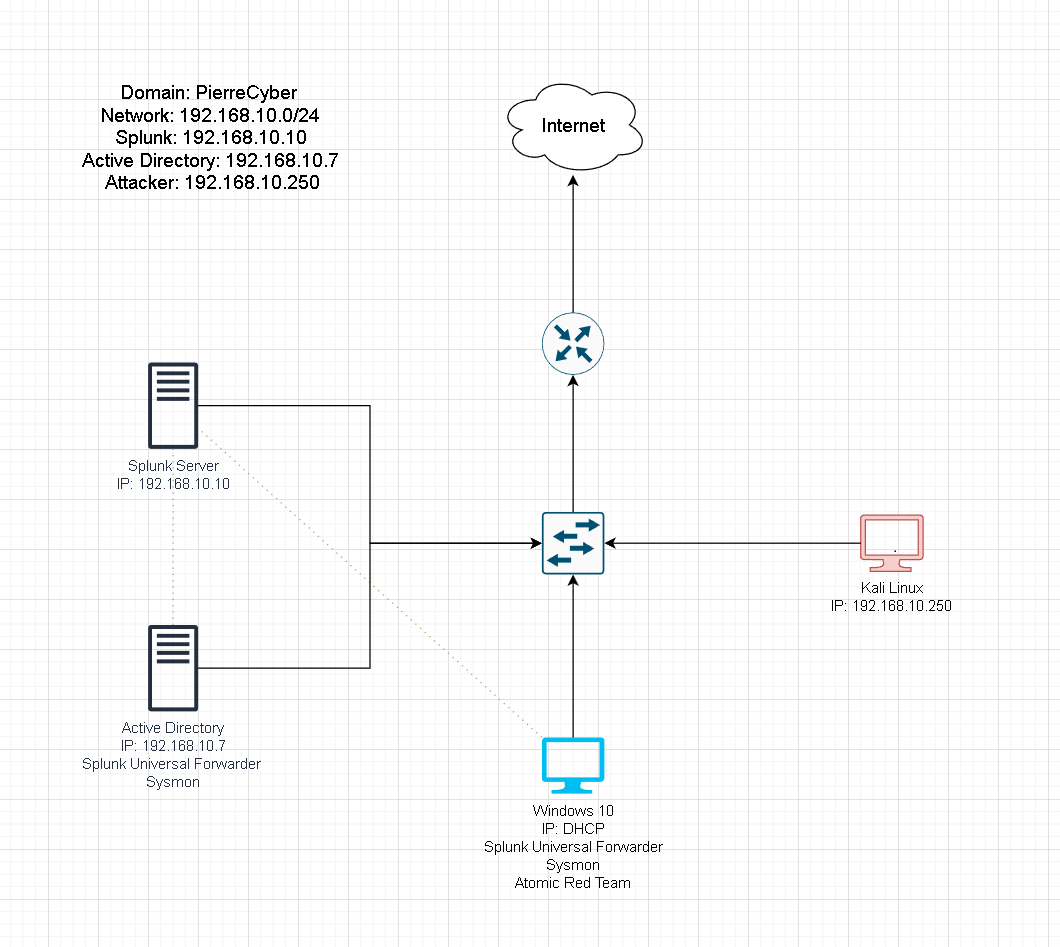 Domain: PierreCyber
Network: 192.168.10.0/24
Splunk: 192.168.10.10
Active Directory: 192.168.10.7
Attacker: 192.168.10.250
Internet
Splunk Server
IP: 192.168.10.10
Kali Linux
IP: 192.168.10.250
Active Directory
IP: 192.168.10.7
Splunk Universal Forwarder
Sysmon
Windows 10
IP: DHCP
Splunk Universal Forwarder
Sysmon
Atomic Red Team